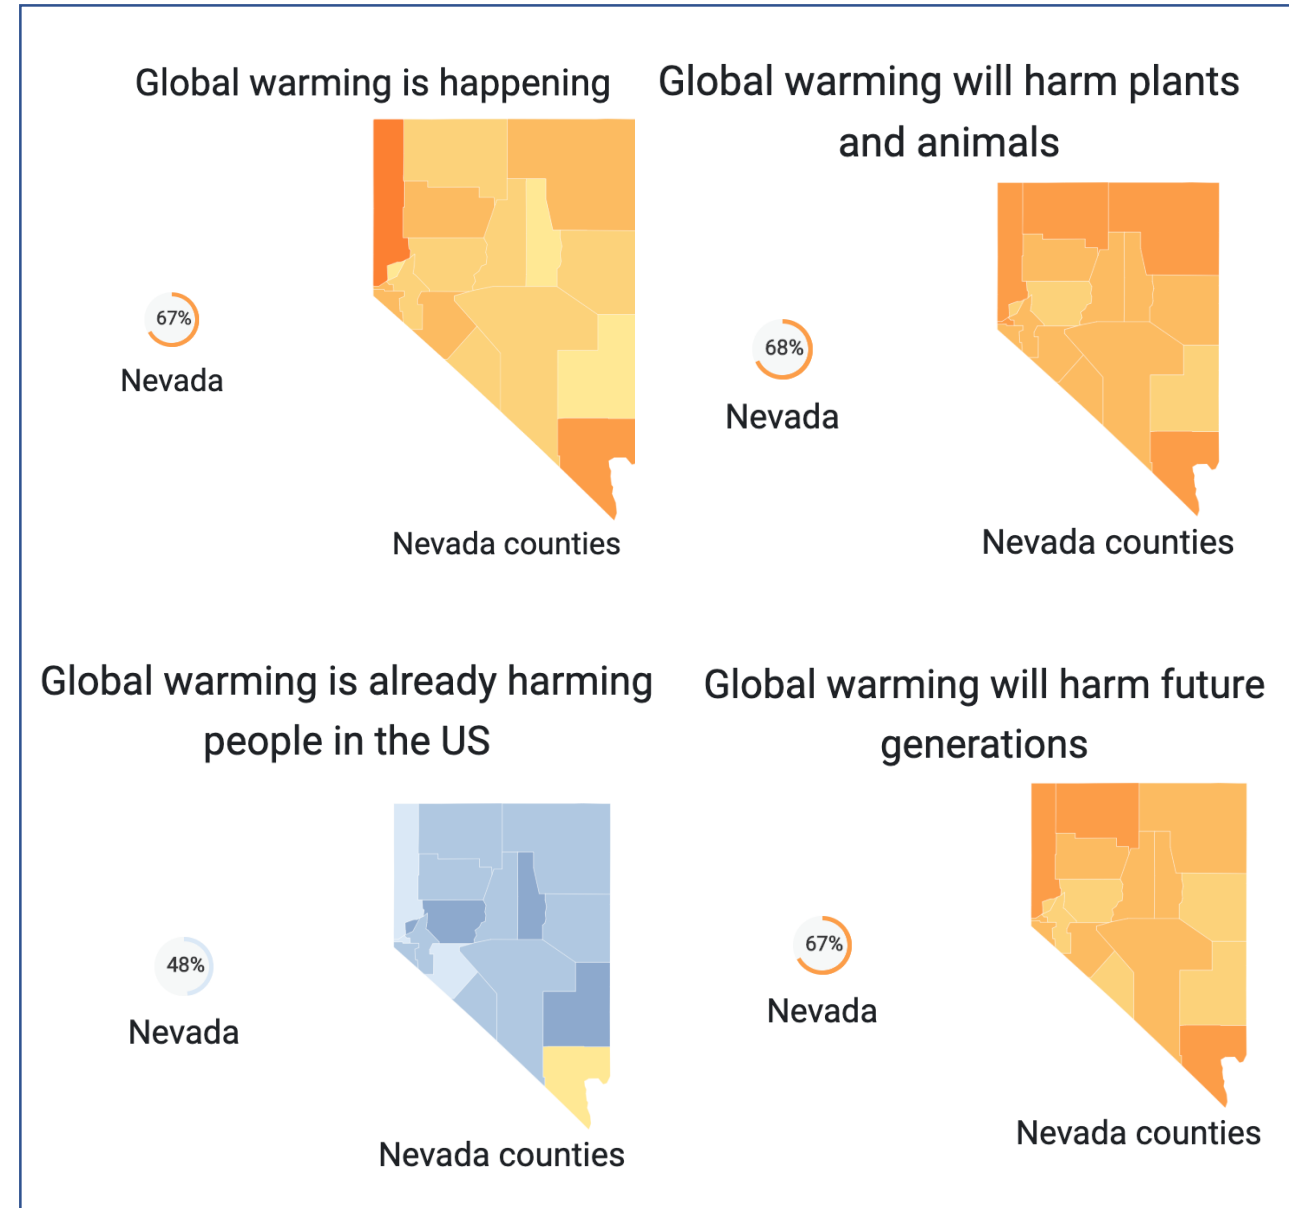 Global warming is happening
67%
Nevada
Nevada counties
Global warming will harm plants
and animals
68%
Nevada
Nevada counties
Global warming is already harming
people in the US
48%
Nevada
Nevada counties
Global warming will harm future
generations
67%
Nevada
Nevada counties